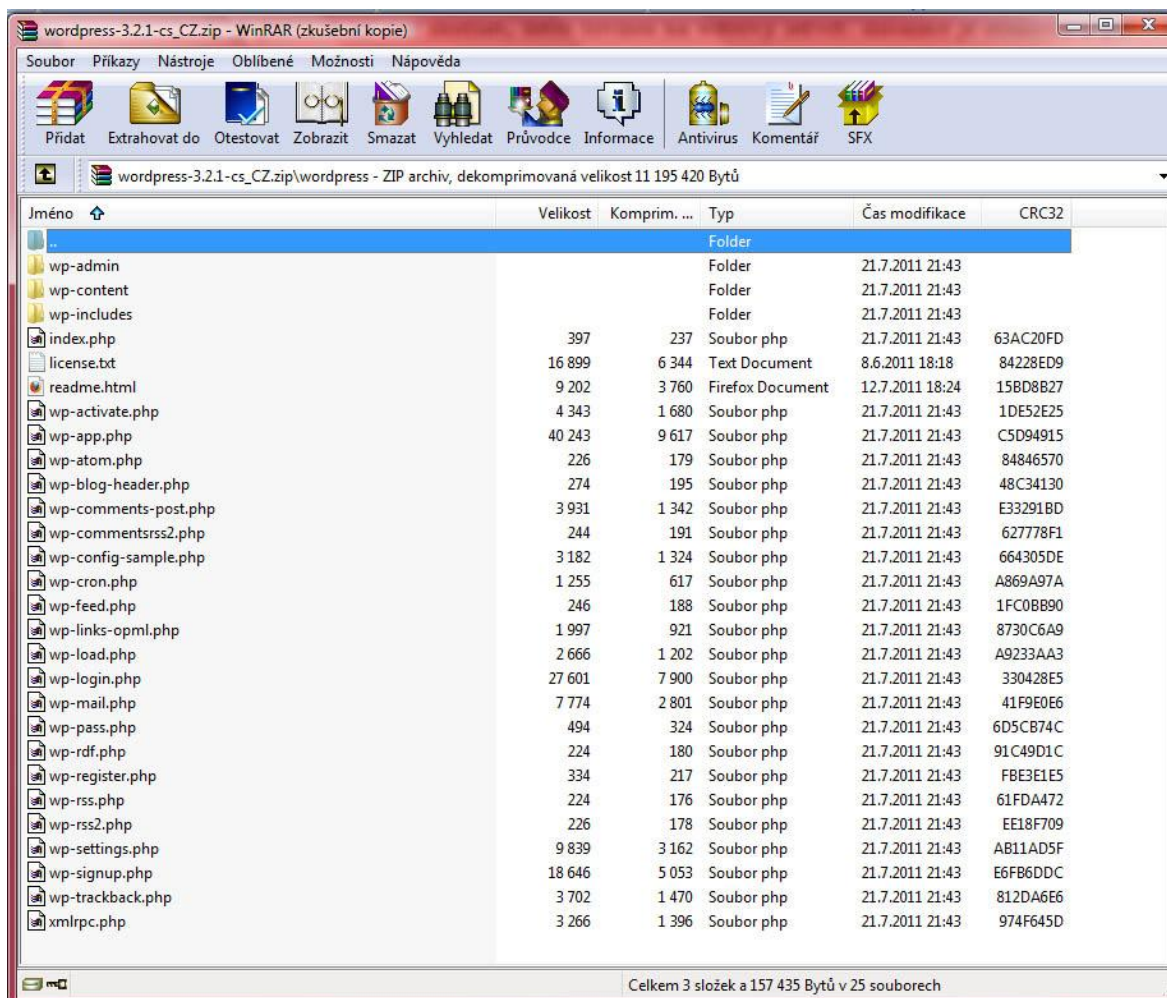 wordpress-3.2.1-cs_CZ.zip - WinRAR (zkušební kopie)
Soubor Příkazy Nástroje Oblíbené Možnosti Nápověda
Přidat Extrahovat do Otestovat Zobrazit Smazat Vyhledat Průvodce Informace Antivirus Komentář SFX
wordpress-3.2.1-cs_CZ.zip\wordpress - ZIP archiv, dekomprimovaná velikost 11 195 420 Bytů
Jméno Velikost Komprim. ... Typ Čas modifikace CRC32
.. Folder
wp-admin Folder 21.7.2011 21:43
wp-content Folder 21.7.2011 21:43
wp-includes Folder 21.7.2011 21:43
index.php 397 237 Soubor php 21.7.2011 21:43 63AC20FD
license.txt 16 899 6 344 Text Document 8.6.2011 18:18 84228ED9
readme.html 9 202 3 760 Firefox Document 12.7.2011 18:24 15BD8B27
wp-activate.php 4 343 1 680 Soubor php 21.7.2011 21:43 1DE52E25
wp-app.php 40 243 9 617 Soubor php 21.7.2011 21:43 C5D94915
wp-atom.php 226 179 Soubor php 21.7.2011 21:43 84846570
wp-blog-header.php 274 195 Soubor php 21.7.2011 21:43 48C34130
wp-comments-post.php 3 931 1 342 Soubor php 21.7.2011 21:43 E33291BD
wp-commentsrss2.php 244 191 Soubor php 21.7.2011 21:43 627778F1
wp-config-sample.php 3 182 1 324 Soubor php 21.7.2011 21:43 664305DE
wp-cron.php 1 255 617 Soubor php 21.7.2011 21:43 A869A97A
wp-feed.php 246 188 Soubor php 21.7.2011 21:43 1FC0BB90
wp-links-opml.php 1 997 921 Soubor php 21.7.2011 21:43 8730C6A9
wp-load.php 2 666 1 202 Soubor php 21.7.2011 21:43 A9233AA3
wp-login.php 27 601 7 900 Soubor php 21.7.2011 21:43 330428E5
wp-mail.php 7 774 2 801 Soubor php 21.7.2011 21:43 41F9E0E6
wp-pass.php 494 324 Soubor php 21.7.2011 21:43 6D5CB74C
wp-rdf.php 224 180 Soubor php 21.7.2011 21:43 91C49D1C
wp-register.php 334 217 Soubor php 21.7.2011 21:43 FBE3E1E5
wp-rss.php 224 176 Soubor php 21.7.2011 21:43 61FDA472
wp-rss2.php 226 178 Soubor php 21.7.2011 21:43 EE18F709
wp-settings.php 9 839 3 162 Soubor php 21.7.2011 21:43 AB11AD5F
wp-signup.php 18 646 5 053 Soubor php 21.7.2011 21:43 E6FB6DDC
wp-trackback.php 3 702 1 470 Soubor php 21.7.2011 21:43 812DA6E6
xmlrpc.php 3 266 1 396 Soubor php 21.7.2011 21:43 974F645D
Celkem 3 složek a 157 435 Bytů v 25 souborech